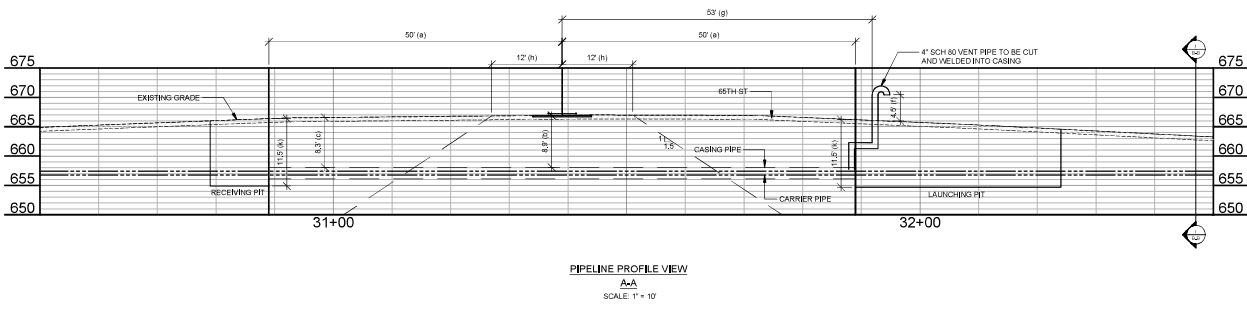 53' (g)
50' (a)
50' (a)
12' (h)
12' (h)
4" SCH 80 VENT PIPE TO BE CUT
AND WELDED INTO CASING
675
675
670
670
EXISTING GRADE
65TH ST
4.5' (f)
665
665
11.5' (k)
8.3' (c)
8.9' (b)
1
1.5
11.5' (k)
660
660
CASING PIPE
655
655
RECEIVING PIT
CARRIER PIPE
LAUNCHING PIT
650
650
31+00
32+00
PIPELINE PROFILE VIEW
A-A
SCALE: 1" = 10'